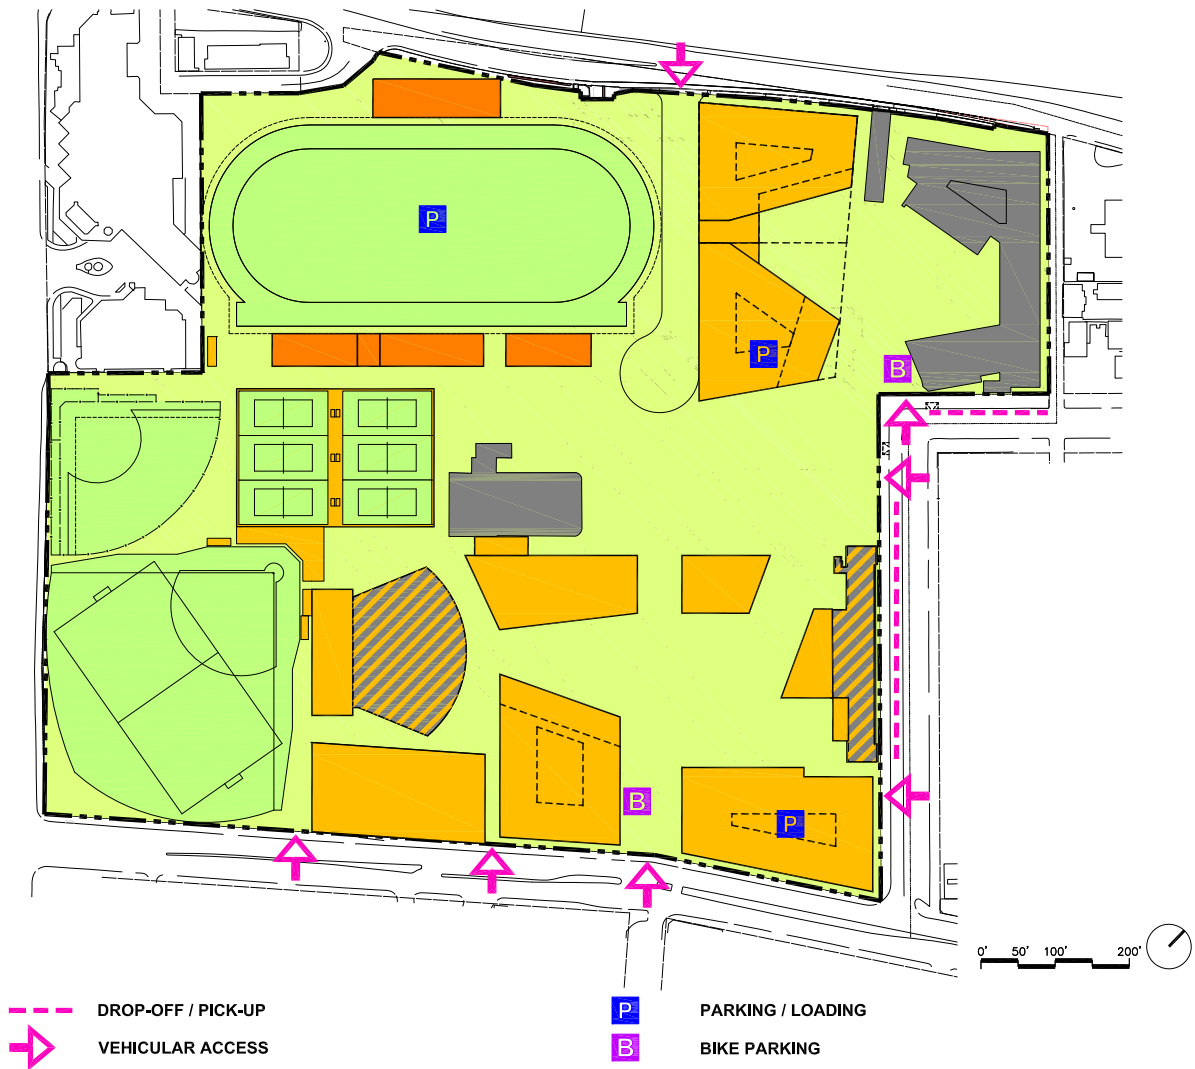 P
P
B
B
P
0' 50' 100' 200'
DROP-OFF / PICK-UP
P PARKING / LOADING
VEHICULAR ACCESS
B BIKE PARKING